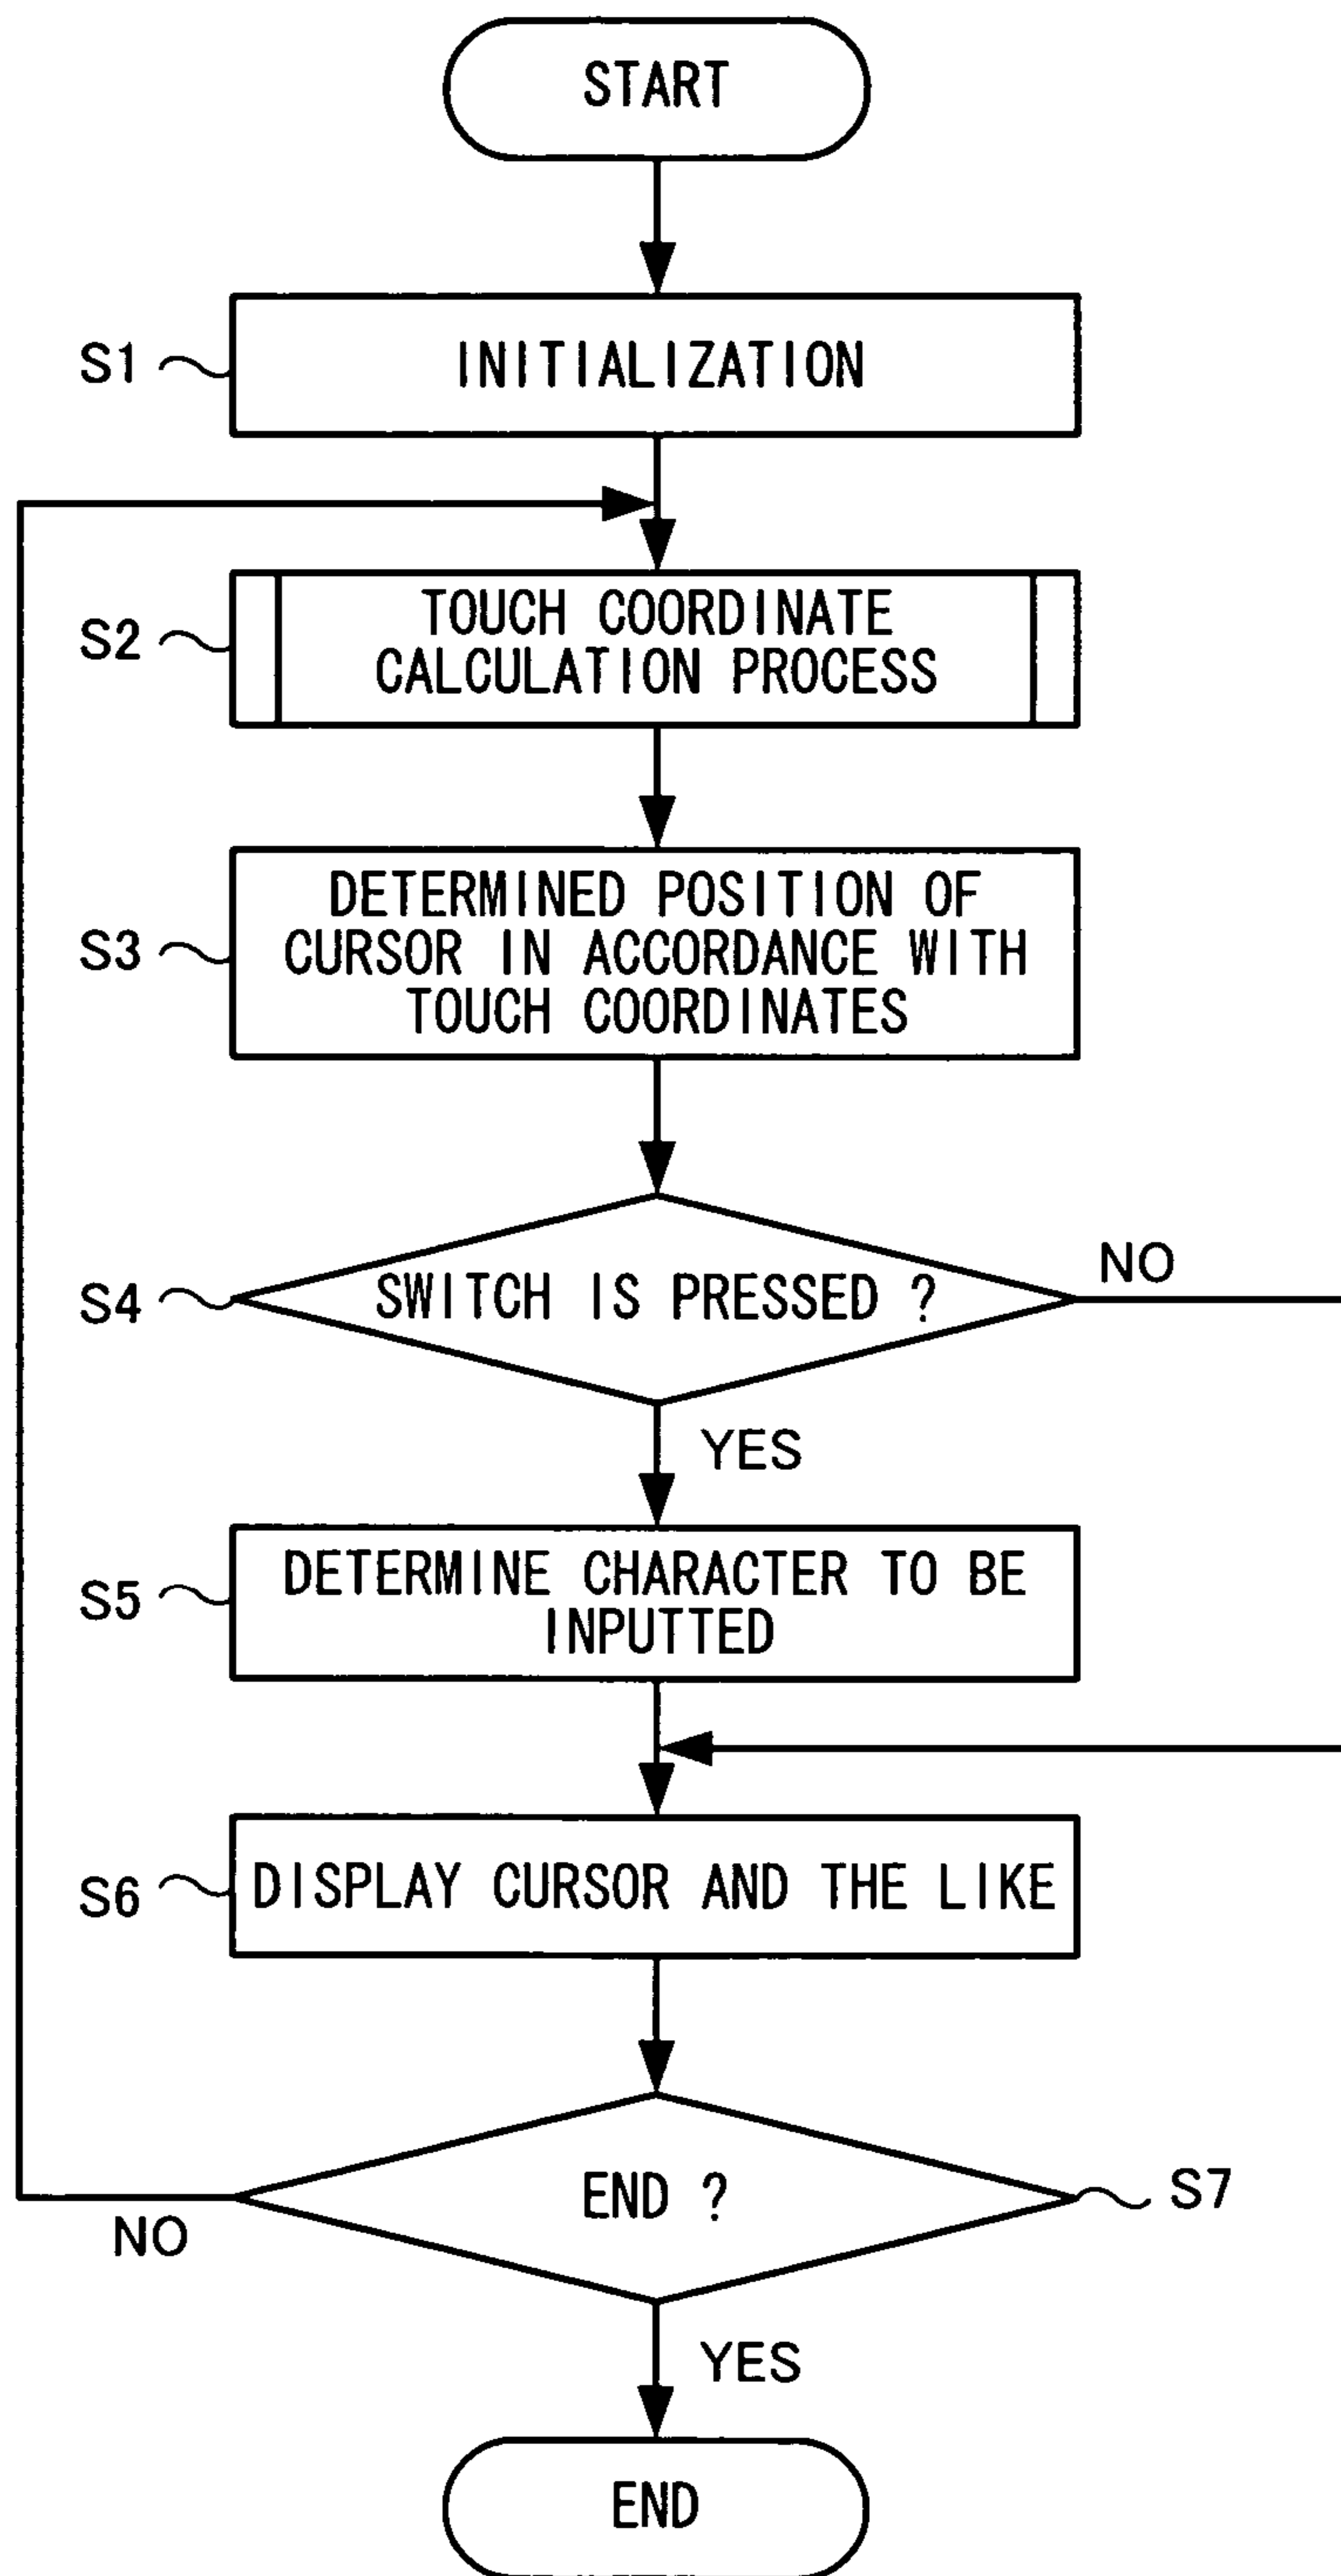 START
S1
INITIALIZATION
S2
TOUCH COORDINATE
CALCULATION PROCESS
S3
DETERMINED POSITION OF
CURSOR IN ACCORDANCE WITH
TOUCH COORDINATES
S4
SWITCH IS PRESSED ?
NO
YES
S5
DETERMINE CHARACTER TO BE
INPUTTED
S6
DISPLAY CURSOR AND THE LIKE
END ?
S7
NO
YES
END